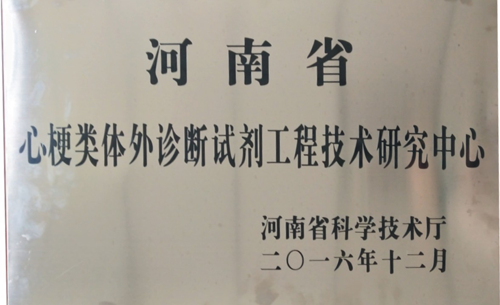 河南省
心梗类体外诊断试剂工程技术研究中心
河南省科学技术厅
二〇一六年十二月